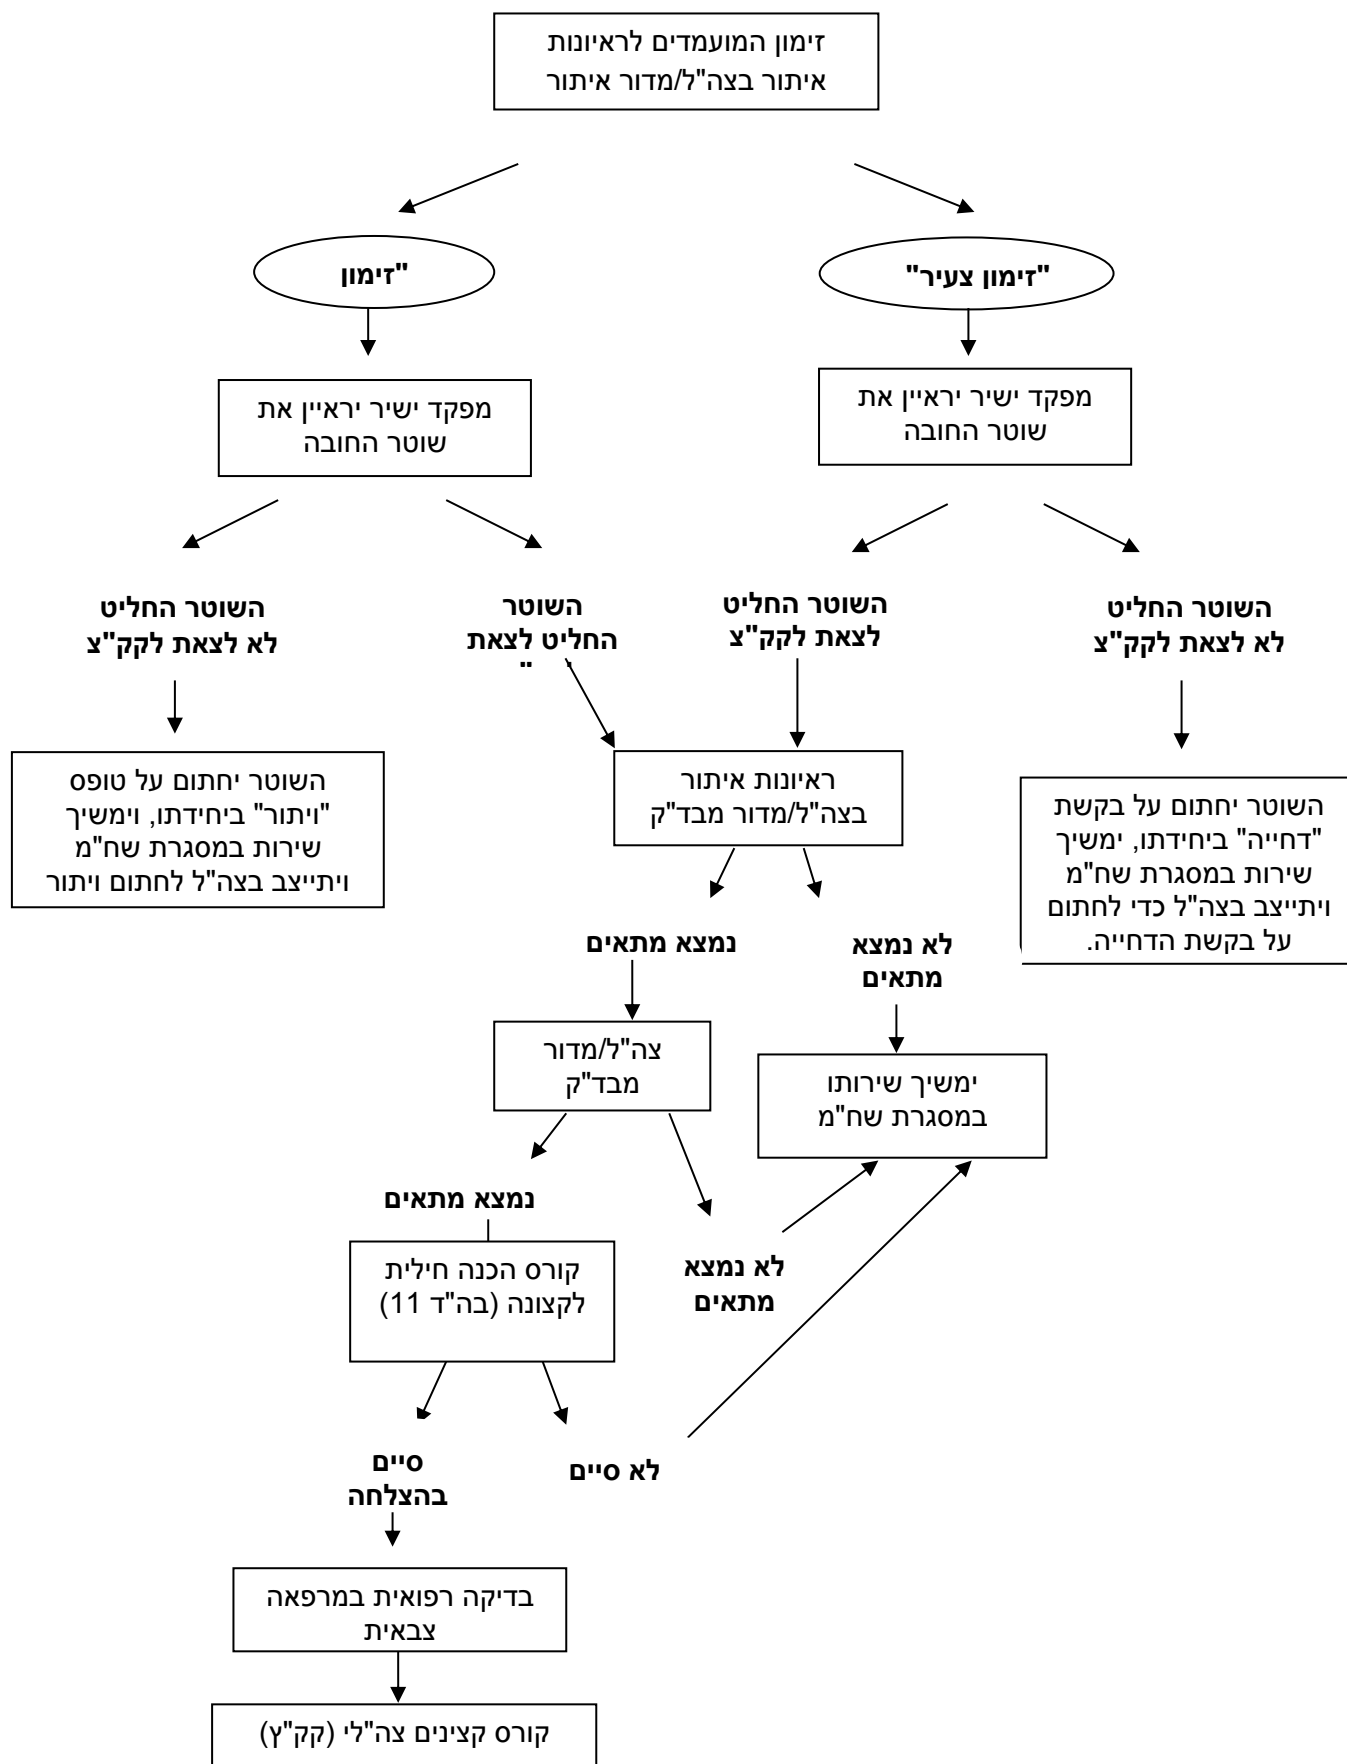 זימון המועמדים לראיונות
איתור בצה"ל/מדור איתור
"זימון צעיר"
"זימון
מפקד ישיר יראיין את
שוטר החובה
מפקד ישיר יראיין את
שוטר החובה
השוטר החליט
לא לצאת לקק"צ
השוטר החליט
לצאת לקק"צ
השוטר
החליט לצאת
השוטר החליט
לא לצאת לקק"צ
השוטר יחתום על בקשת
"דחייה" ביחידתו, ימשיך
שירות במסגרת שח"מ
ויתייצב בצה"ל כדי לחתום
על בקשת הדחייה.
ראיונות איתור
בצה"ל/מדור מבד"ק
השוטר יחתום על טופס
"ויתור" ביחידתו, וימשיך
שירות במסגרת שח"מ
ויתייצב בצה"ל לחתום ויתור
לא נמצא
מתאים
נמצא מתאים
ימשיך שירותו
במסגרת שח"מ
צה"ל/מדור
מבד"ק
לא נמצא
מתאים
נמצא מתאים
קורס הכנה חילית
לקצונה (בה"ד 11)
לא סיים
סיים
בהצלחה
בדיקה רפואית במרפאה
צבאית
קורס קצינים צה"לי (קק"ץ)